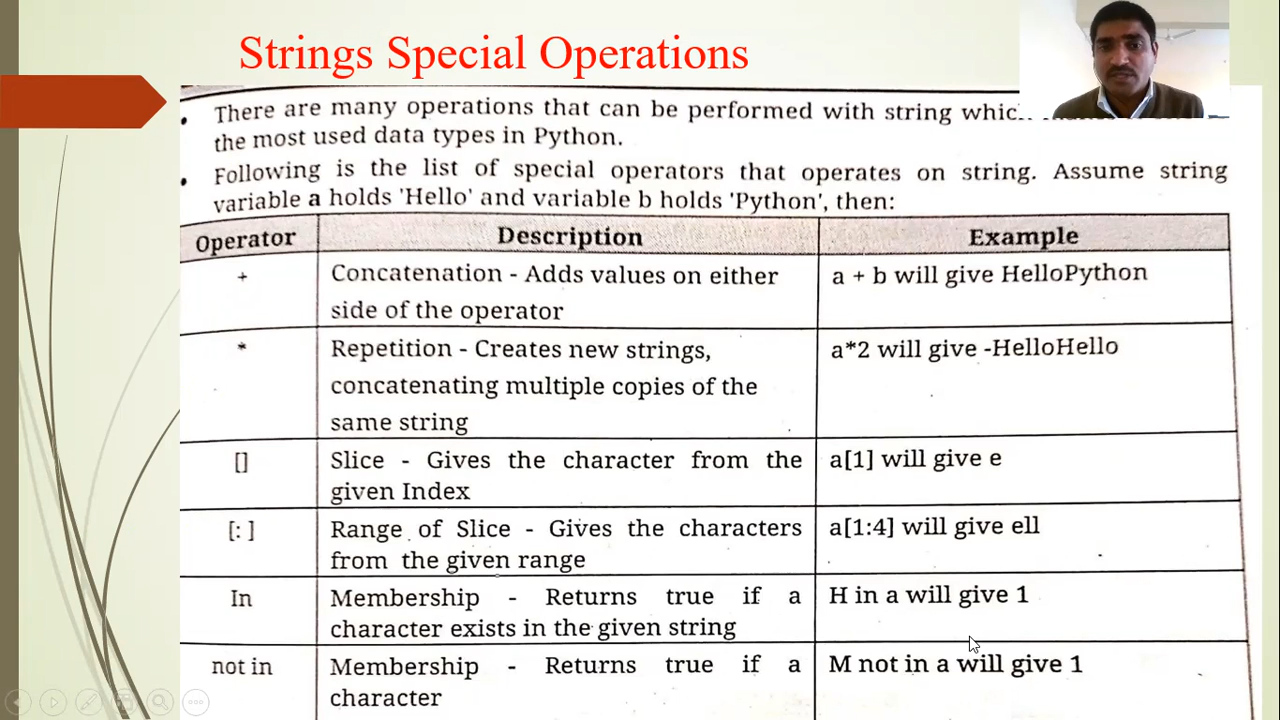 Strings Special Operations
• There are many operations that can be performed with string which
the most used data types in Python.
• Following is the list of special operators that operates on string. Assume string
variable a holds 'Hello' and variable b holds 'Python', then:
Operator Description Example
+ Concatenation - Adds values on either a + b will give HelloPython
side of the operator
* Repetition - Creates new strings, a*2 will give -HelloHello
concatenating multiple copies of the
same string
[] Slice - Gives the character from the a[1] will give e
given Index
[: ] Range of Slice - Gives the characters a[1:4] will give ell
from the given range
In Membership - Returns true if a H in a will give 1
character exists in the given string
not in Membership - Returns true if a M not in a will give 1
character